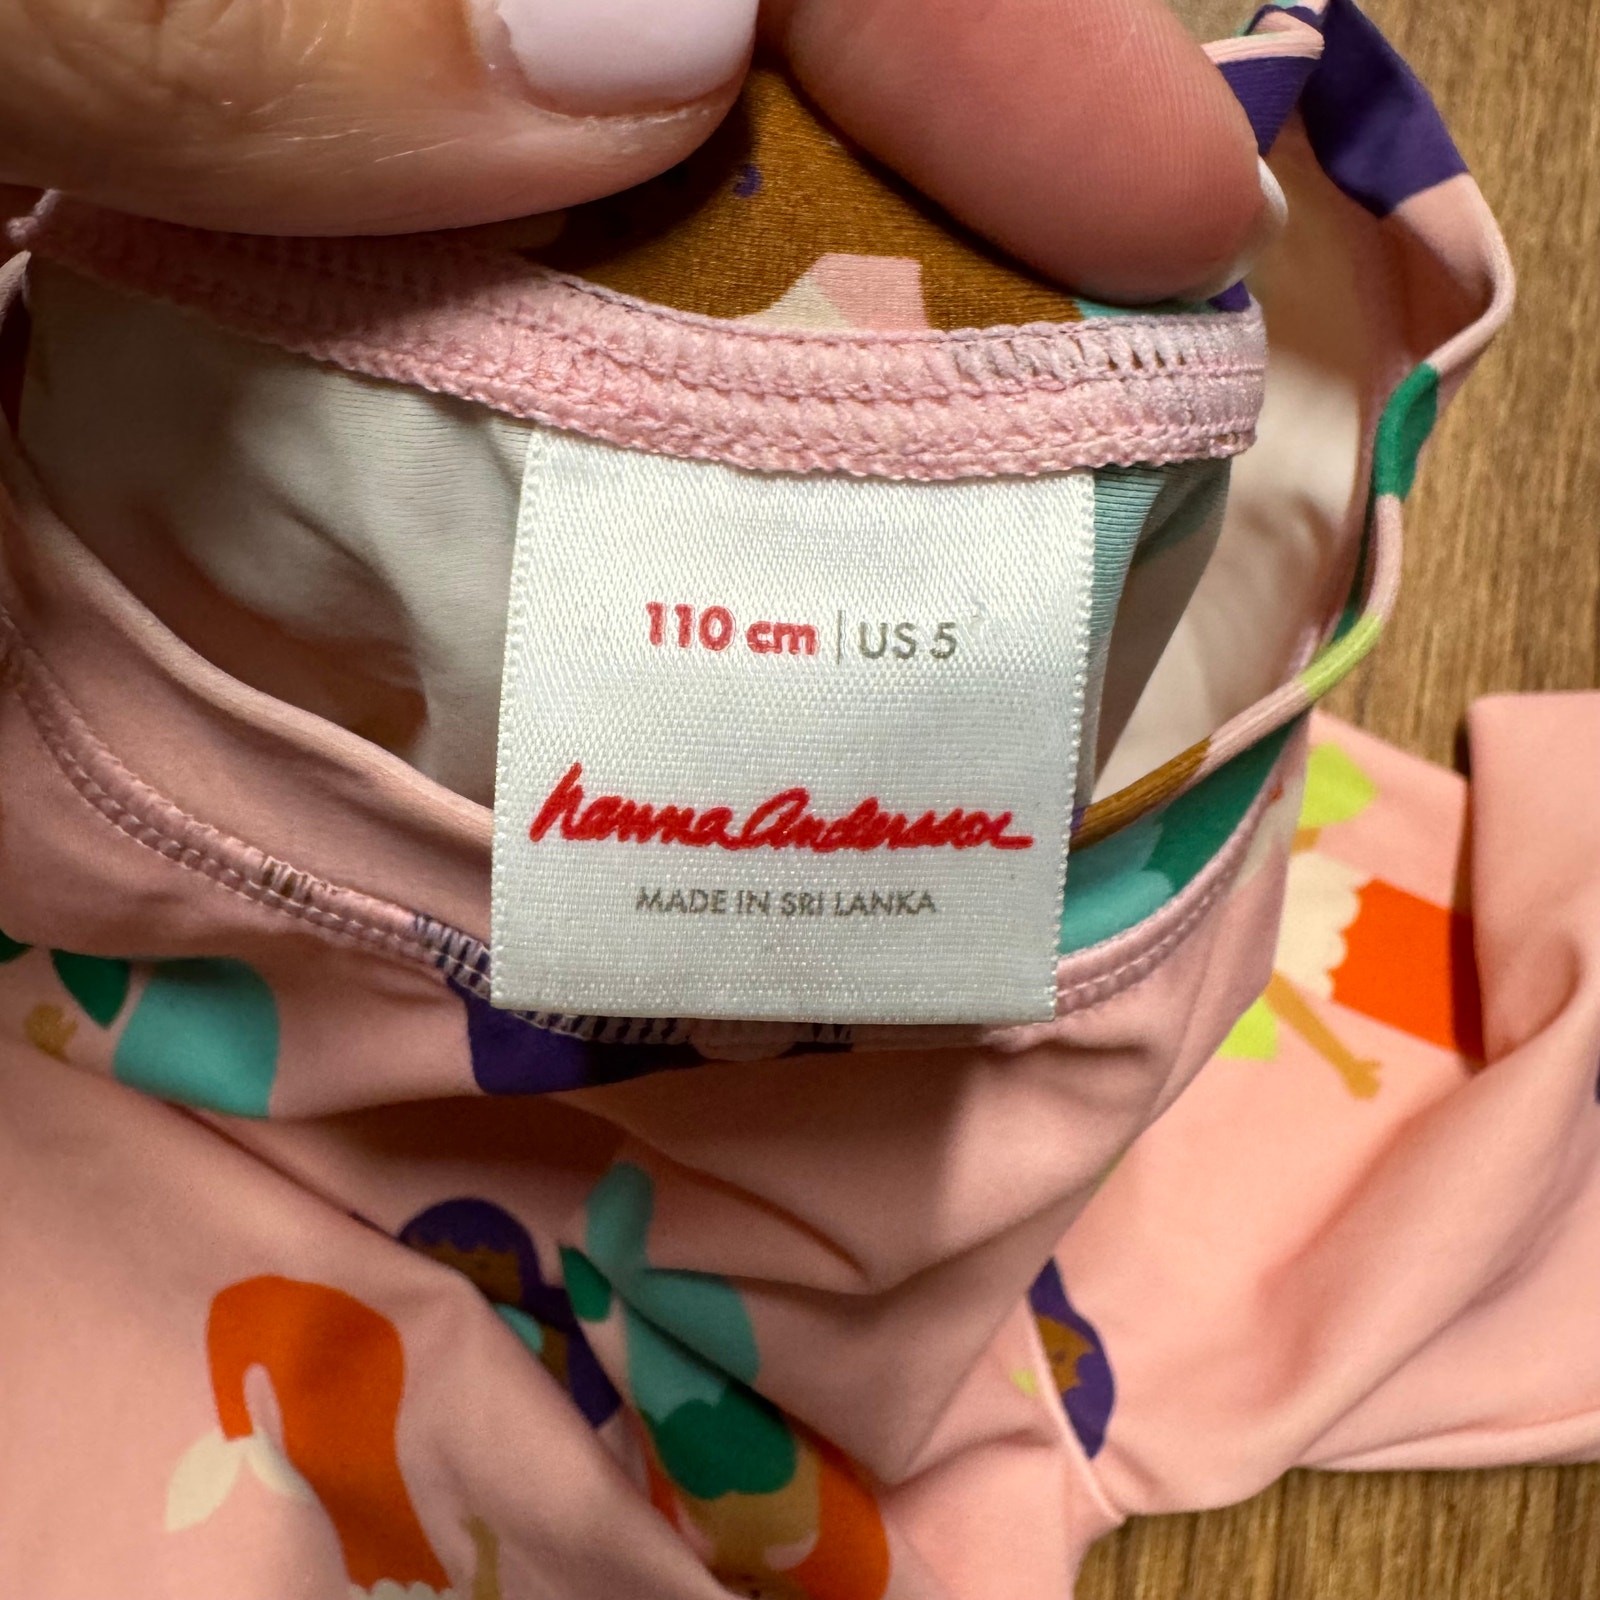 110 cm | US 5
hanna Andersson
MADE IN SRI LANKA